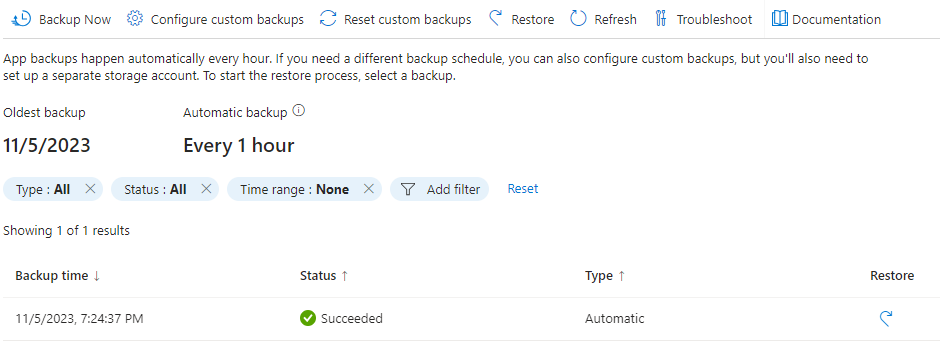 Backup Now Configure custom backups Reset custom backups Restore Refresh Troubleshoot Documentation
App backups happen automatically every hour. If you need a different backup schedule, you can also configure custom backups, but you'll also need to
set up a separate storage account. To start the restore process, select a backup.
Oldest backup Automatic backup
11/5/2023 Every 1 hour
Type : All Status : All Time range : None Add filter Reset
Showing 1 of 1 results
Backup time ↓ Status ↑ Type ↑ Restore
11/5/2023, 7:24:37 PM Succeeded Automatic